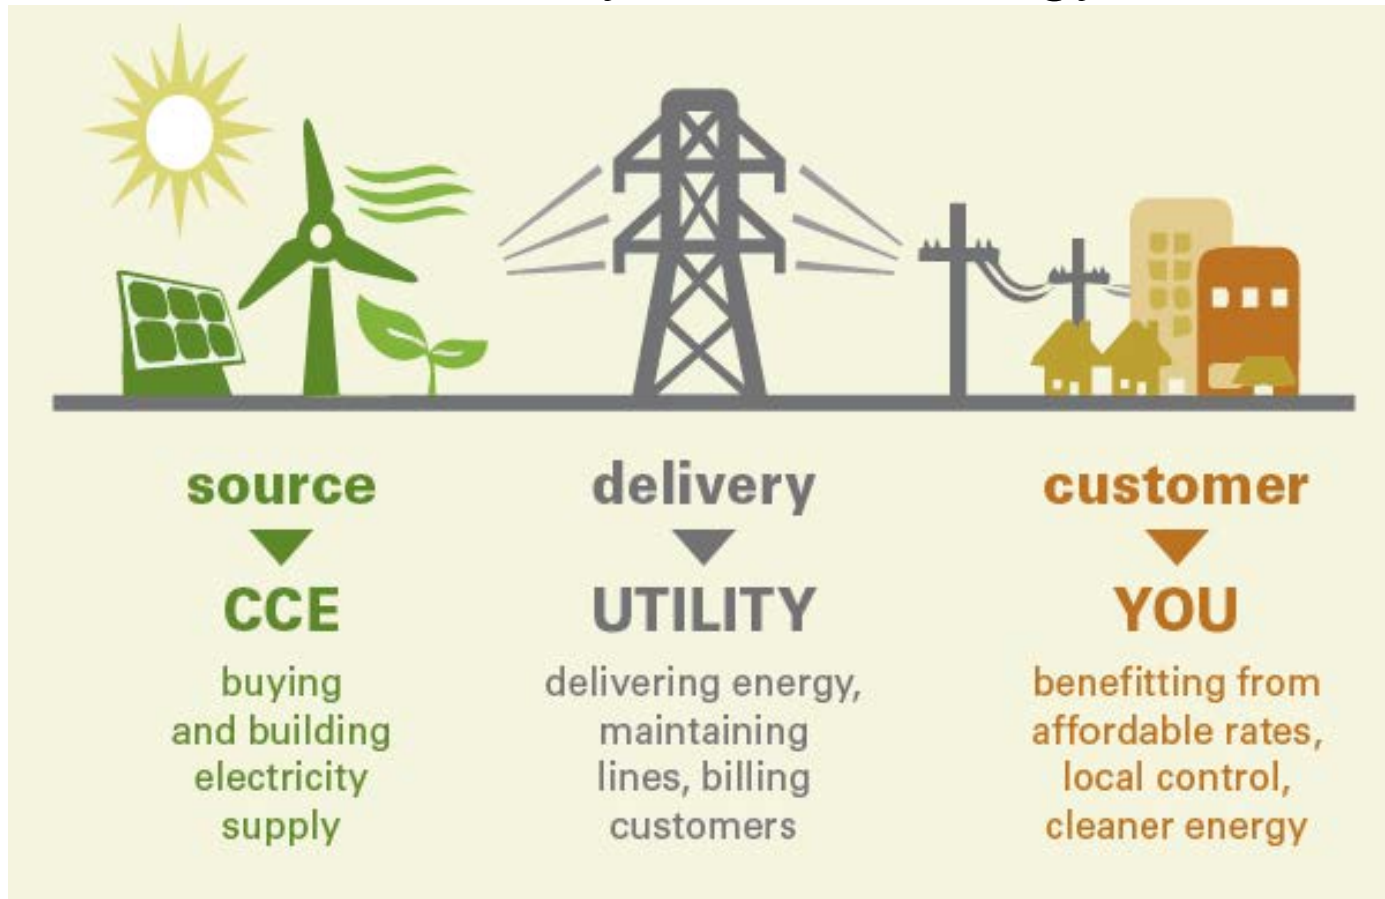 source
CCE
buying
and building
electricity
supply
delivery
UTILITY
delivering energy,
maintaining
lines, billing
customers
customer
YOU
benefitting from
affordable rates,
local control,
cleaner energy